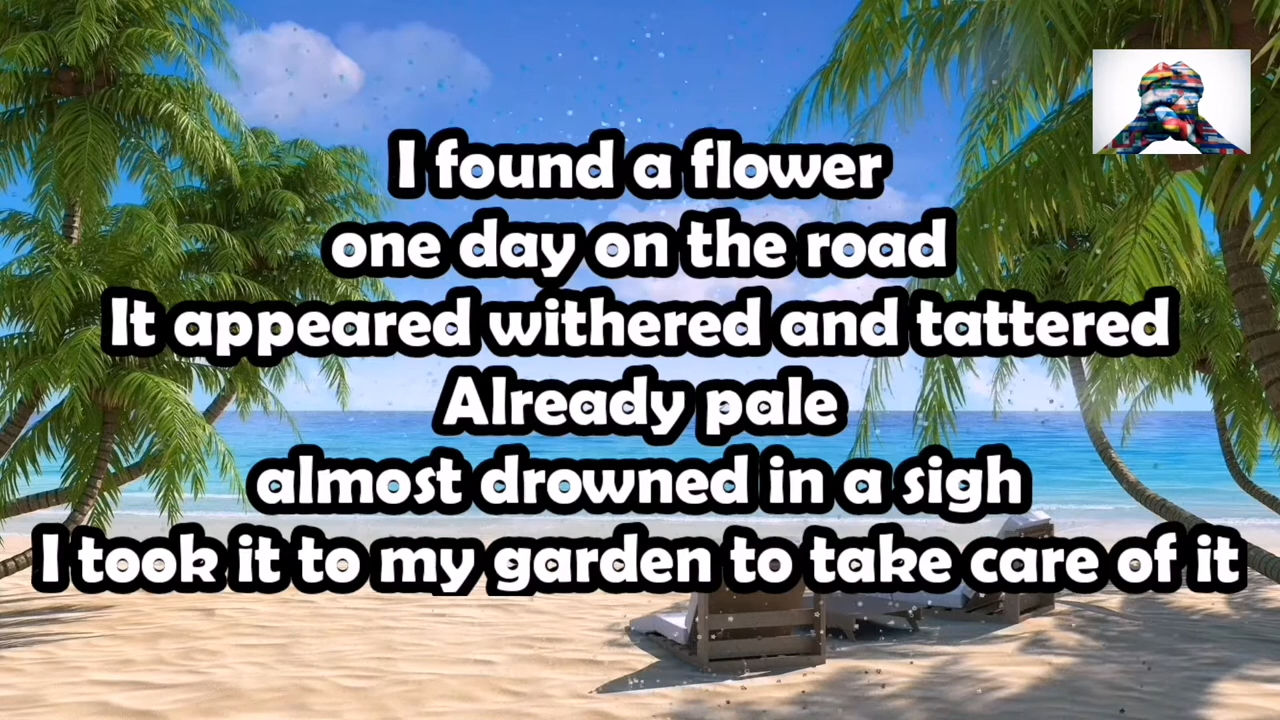 I found a flower
one day on the road
It appeared withered and tattered
Already pale
almost drowned in a sigh
I took it to my garden to take care of it